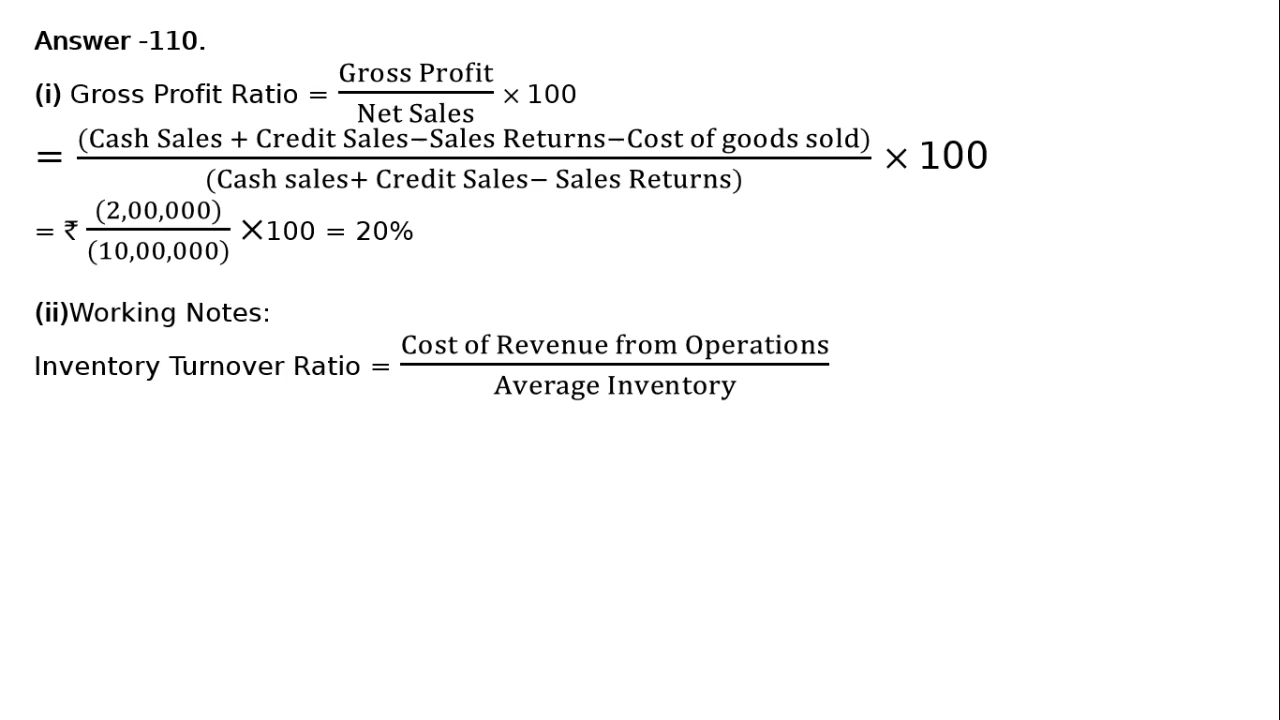 Answer -110.
(i) Gross Profit Ratio = Gross Profit / Net Sales × 100
= (Cash Sales + Credit Sales−Sales Returns−Cost of goods sold) / (Cash sales+ Credit Sales− Sales Returns) × 100
= ₹ (2,00,000) / (10,00,000) ×100 = 20%
(ii)Working Notes:
Inventory Turnover Ratio = Cost of Revenue from Operations / Average Inventory